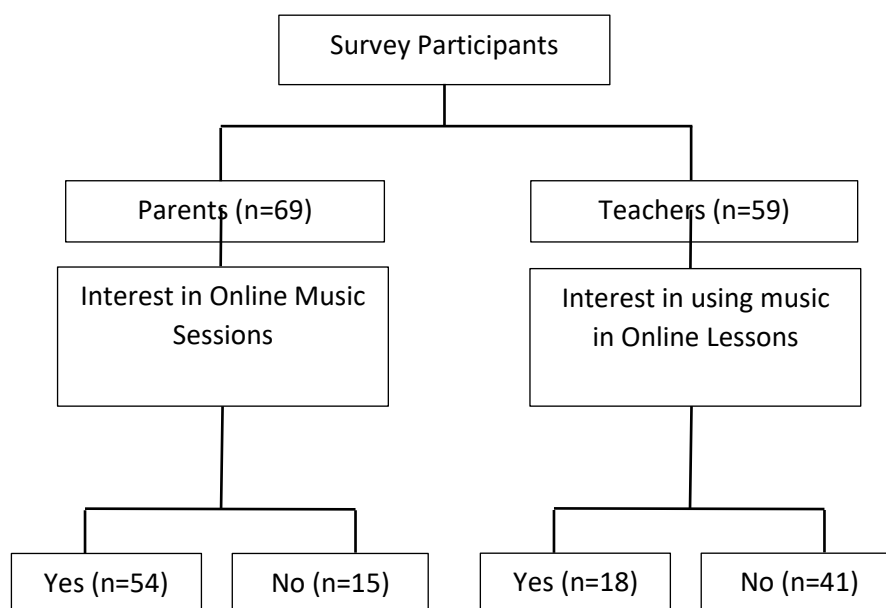 Survey Participants
Parents (n=69)
Teachers (n=59)
Interest in Online Music
Sessions
Interest in using music
in Online Lessons
Yes (n=54)
No (n=15)
Yes (n=18)
No (n=41)